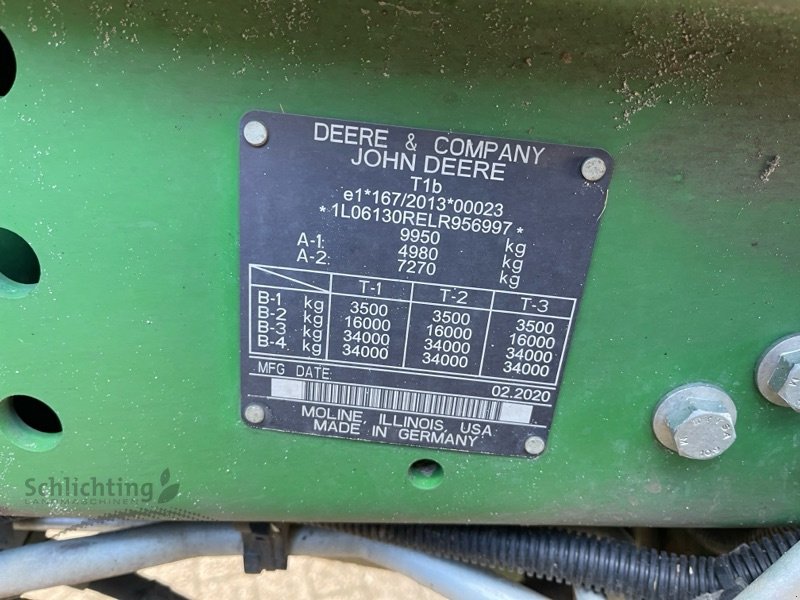 DEERE & COMPANY
JOHN DEERE
T1b
e1*167/2013*00023
*1L06130RELR956997*
9950 kg
A-1: 4980 kg
A-2: 7270 kg
T-1 T-2 T-3
B-1 kg 3500 3500 3500
B-2 kg 16000 16000 16000
B-3 kg 34000 34000 34000
B-4 kg 34000 34000 34000
MFG DATE: 02.2020
MOLINE, ILLINOIS, USA
MADE IN GERMANY
Schlichting
LANDMASCHINEN